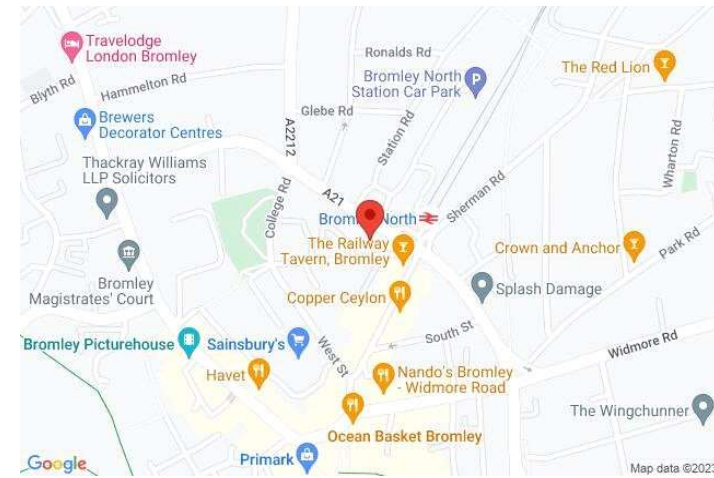 Travelodge
London Bromley
Ronalds Rd
Bromley North
Station Car Park
P
The Red Lion
Blyth Rd
Hammelton Rd
Glebe Rd
Brewers
Decorator Centres
A2212
Station Rd
Wharton Rd
Thackray Williams
LLP Solicitors
College Rd
A21
Sherman Rd
North
The Railway
Tavern, Bromley
Crown and Anchor
Park Rd
Bromley
Magistrates' Court
Copper Ceylon
Splash Damage
Bromley Picturehouse
Sainsbury's
West St
South St
Widmore Rd
Havet
Nando's Bromley
- Widmore Road
The Wingchunner
Ocean Basket Bromley
Primark
Google
Map data ©2023